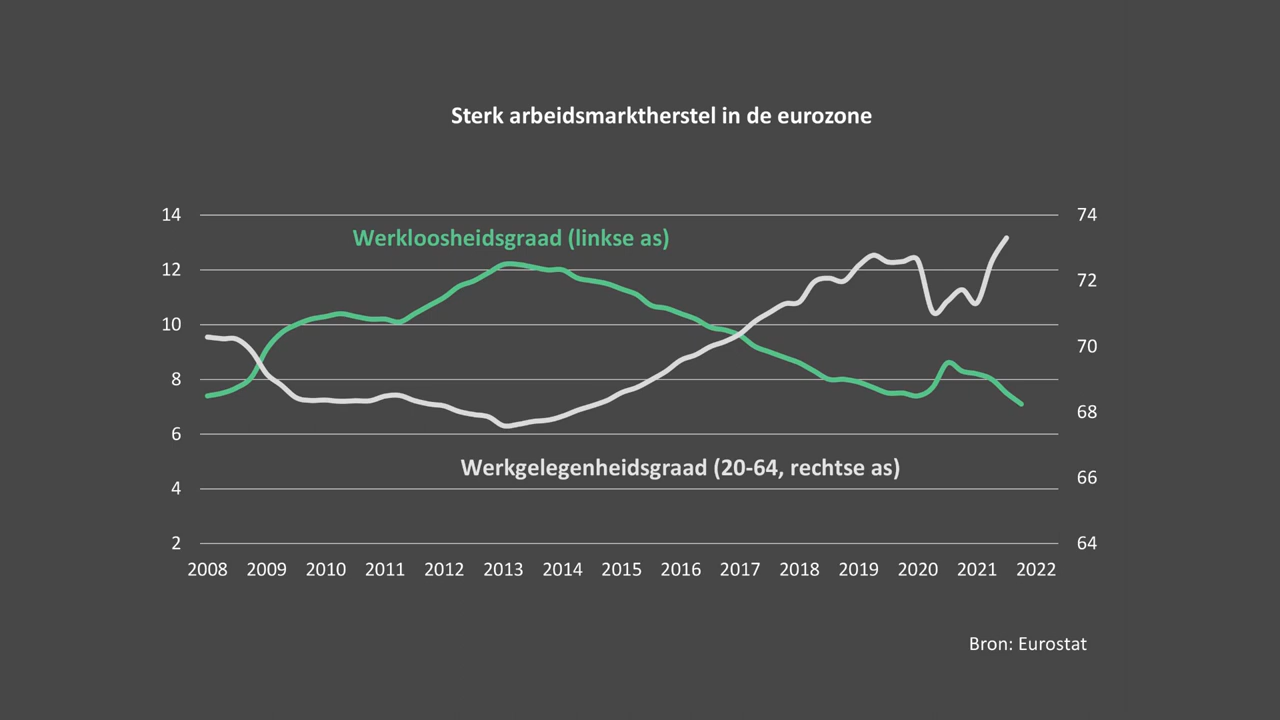 Sterk arbeidsmarktherstel in de eurozone
14 74
Werkloosheidsgraad (linkse as)
12 72
10 70
8 68
6
Werkgelegenheidsgraad (20-64, rechtse as)
4 66
2 64
2008 2009 2010 2011 2012 2013 2014 2015 2016 2017 2018 2019 2020 2021 2022
Bron: Eurostat